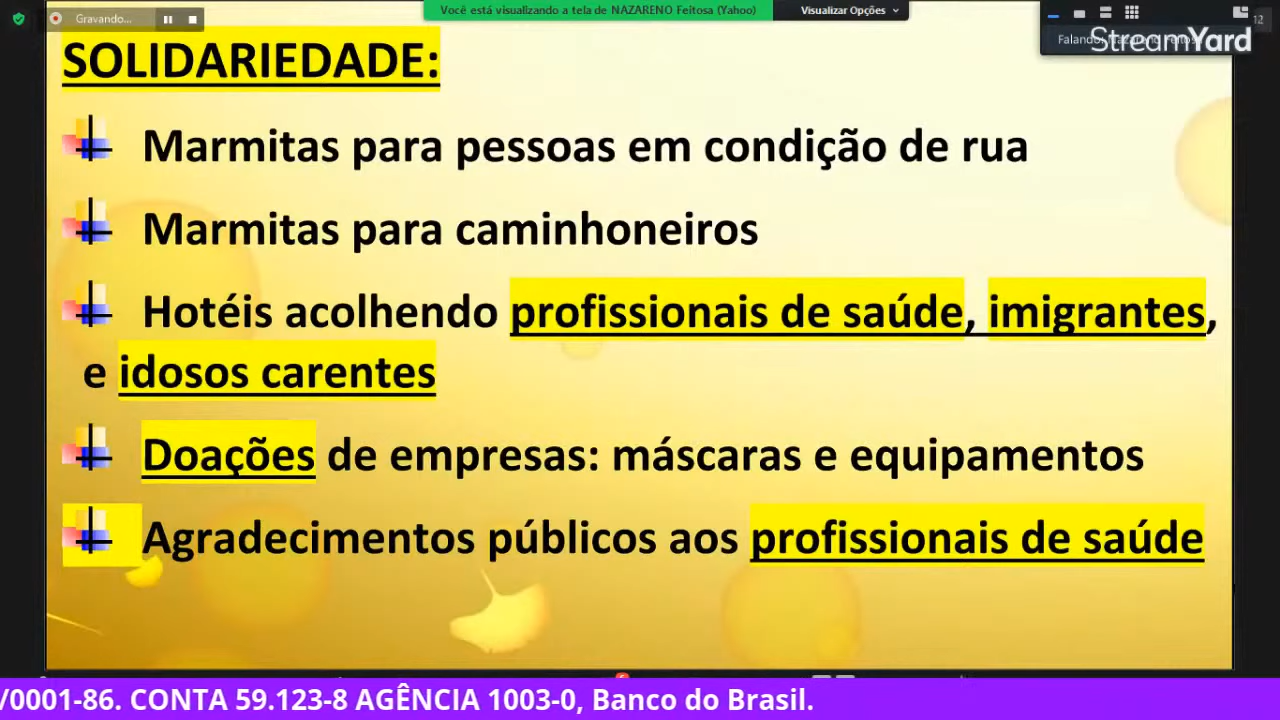 Gravando...
Você está visualizando a tela de NAZARENO Feitosa (Yahoo)
Visualizar Opções
12
StreamYard
SOLIDARIEDADE:
Marmitas para pessoas em condição de rua
Marmitas para caminhoneiros
Hotéis acolhendo profissionais de saúde, imigrantes,
e idosos carentes
Doações de empresas: máscaras e equipamentos
Agradecimentos públicos aos profissionais de saúde
/0001-86. CONTA 59.123-8 AGÊNCIA 1003-0, Banco do Brasil.